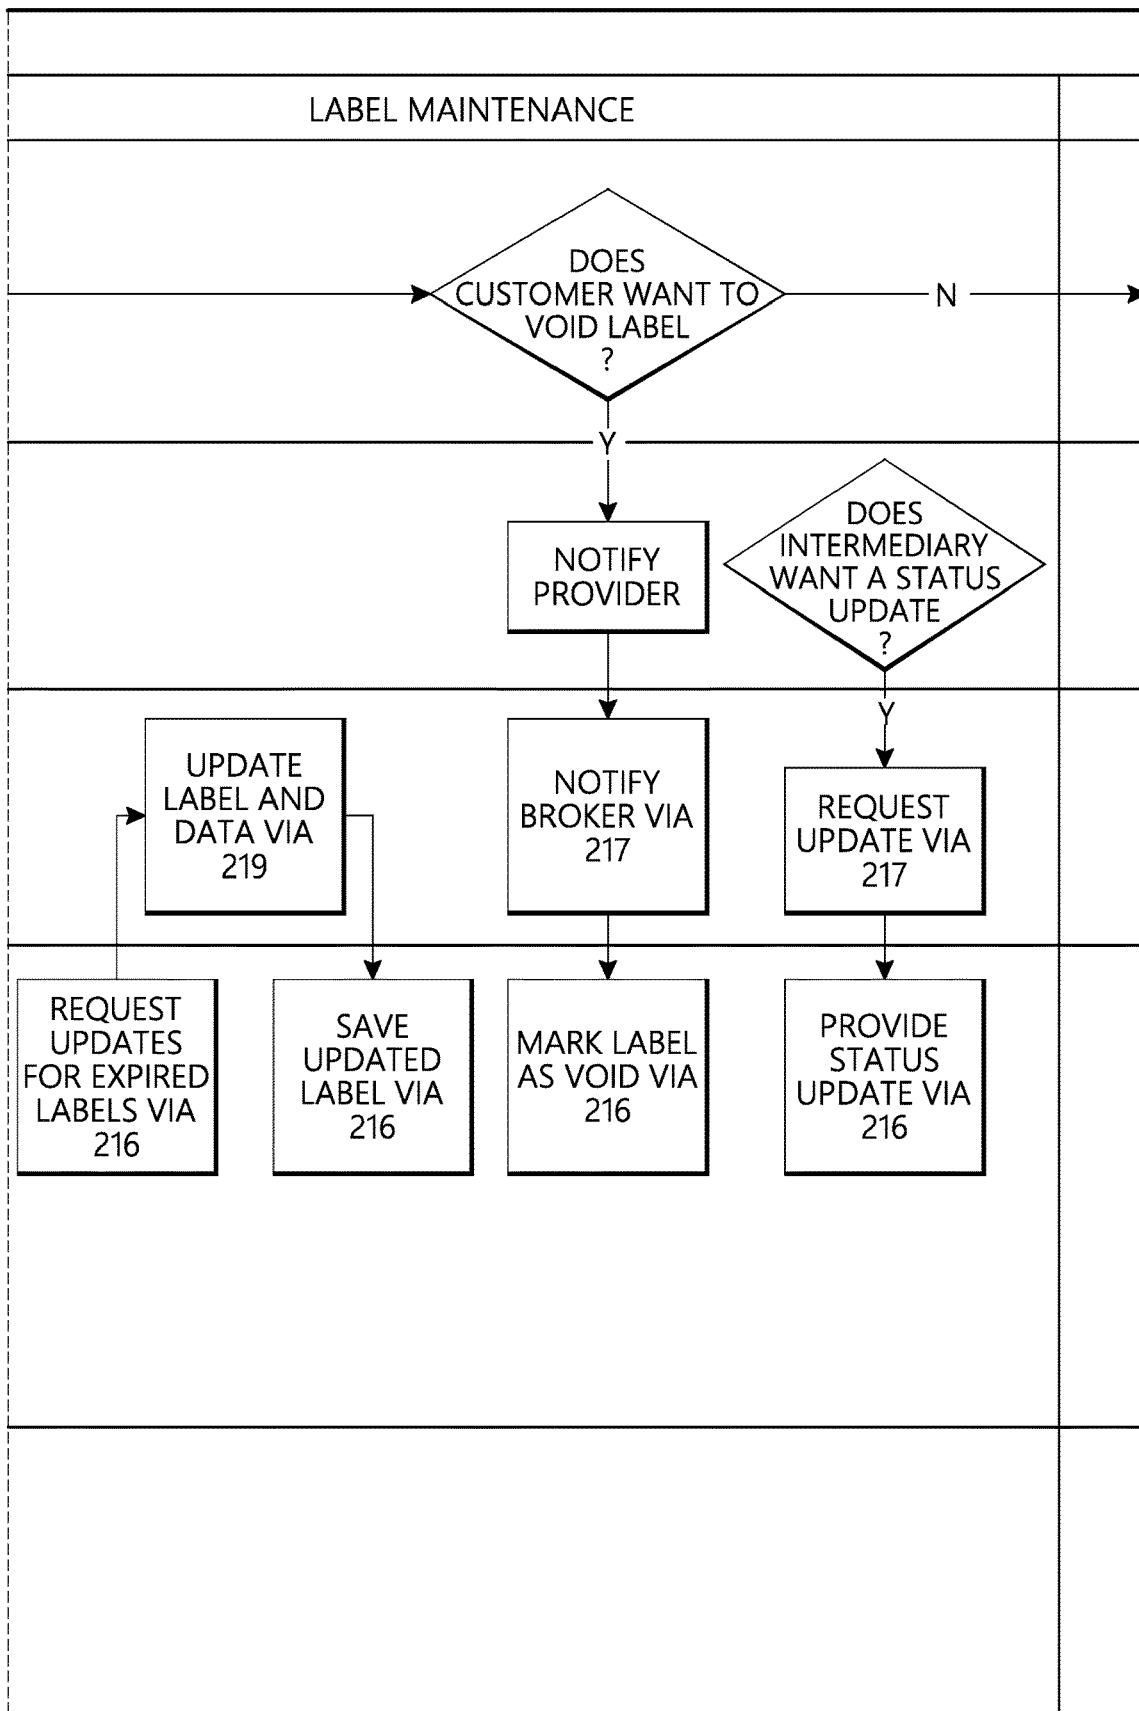 LABEL MAINTENANCE
DOES
CUSTOMER WANT TO
VOID LABEL
?
N
Y
NOTIFY
PROVIDER
DOES
INTERMEDIARY
WANT A STATUS
UPDATE
?
Y
UPDATE
LABEL AND
DATA VIA
219
NOTIFY
BROKER VIA
217
REQUEST
UPDATE VIA
217
REQUEST
UPDATES
FOR EXPIRED
LABELS VIA
216
SAVE
UPDATED
LABEL VIA
216
MARK LABEL
AS VOID VIA
216
PROVIDE
STATUS
UPDATE VIA
216